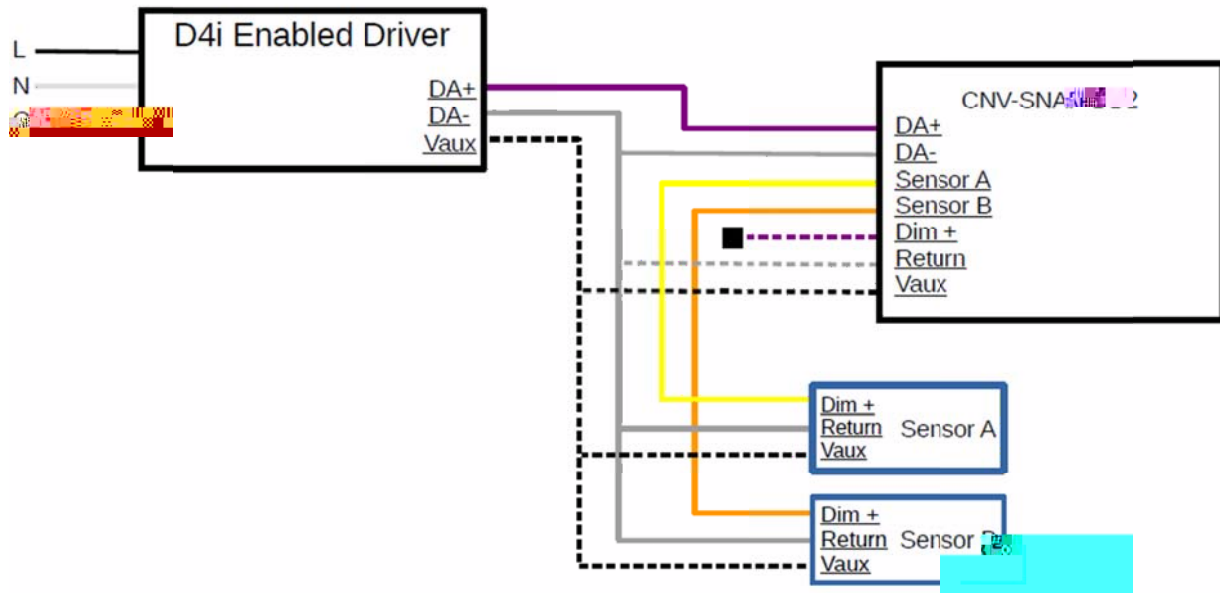 D4i Enabled Driver
L
N
DA+
DA-
Vaux
DA+
DA-
Sensor A
Sensor B
Dim +
Return
Vaux
Dim +
Return
Vaux
Sensor A
Dim +
Return
Vaux
Sensor